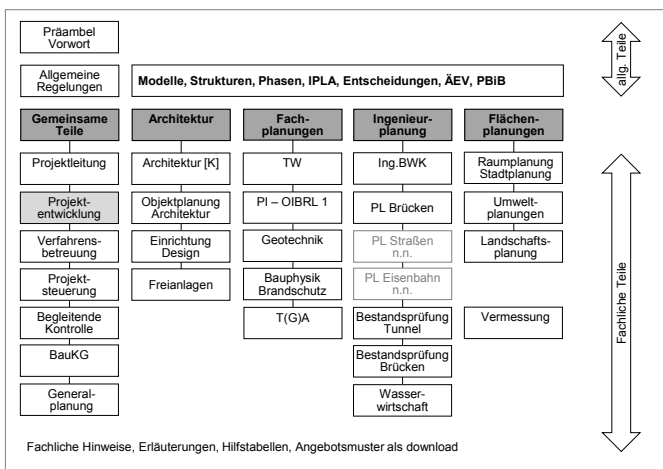 Präambel
Vorwort
allg. Teile
Allgemeine
Regelungen
Modelle, Strukturen, Phasen, IPLA, Entscheidungen, ÄEV, PBiB
Gemeinsame
Teile
Architektur
Fach-
planungen
Ingenieur-
planung
Flächen-
planungen
Projektleitung
Architektur [K]
TW
Ing.BWK
Raumplanung
Stadtplanung
Projekt-
entwicklung
Objektplanung
Architektur
PI – OIBRL 1
PL Brücken
Umwelt-
planungen
Verfahrens-
betreuung
Einrichtung
Design
Geotechnik
PL Straßen
n.n.
Landschafts-
planung
Projekt-
steuerung
Freianlagen
Bauphysik
Brandschutz
PL Eisenbahn
n.n.
Begleitende
Kontrolle
T(G)A
Bestandsprüfung
Tunnel
Vermessung
BauKG
Bestandsprüfung
Brücken
General-
planung
Wasser-
wirtschaft
Fachliche Teile
Fachliche Hinweise, Erläuterungen, Hilfstabellen, Angebotsmuster als download